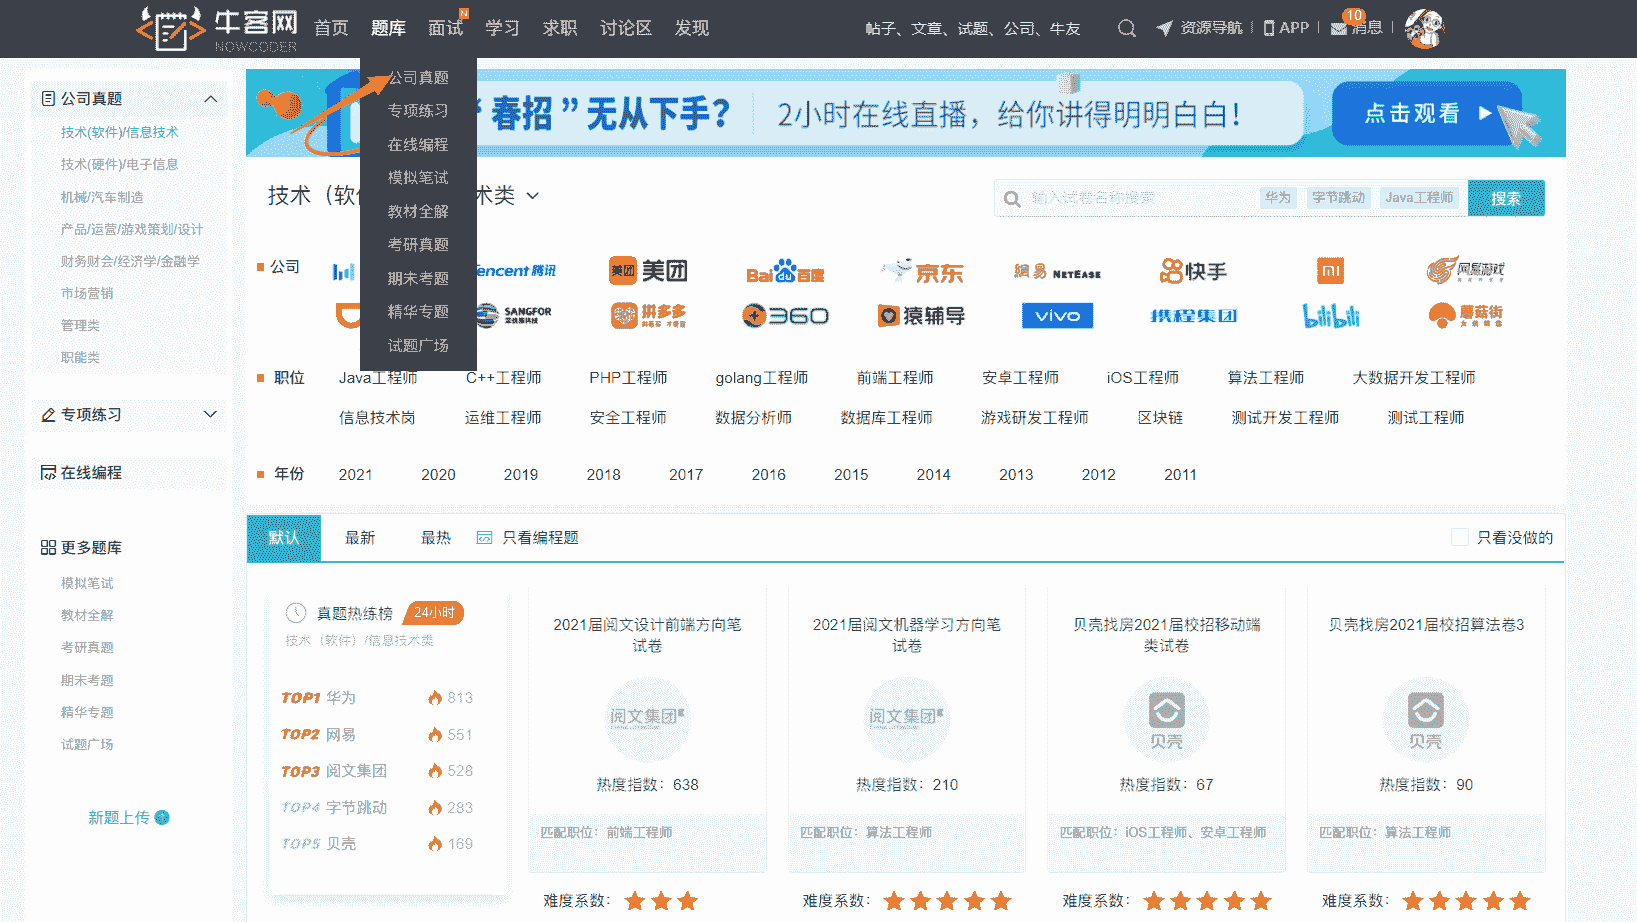 牛客网
NOWCODER
首页 题库 面试 N 学习 求职 讨论区 发现
帖子、文章、试题、公司、牛友
资源导航 APP 消息 10
公司真题
专项练习
在线编程
模拟笔试
教材全解
考研真题
期末考题
精华专题
试题广场
公司真题
技术(软件)/信息技术
技术(硬件)/电子信息
机械/汽车制造
产品/运营/游戏策划/设计
财务财会/经济学/金融学
市场营销
管理类
职能类
专项练习
在线编程
更多题库
模拟笔试
教材全解
考研真题
期末考题
精华专题
试题广场
新题上传
“春招”无从下手？ 2小时在线直播，给你讲得明明白白！ 点击观看
技术（软 术类
输入试卷名称搜索 华为 字节跳动 Java工程师 搜索
公司
encent 腾讯 美团 美团 Bai du 百度 京东 網易 NETEASE 快手 mi 网易游戏
SANGFOR 深信服科技 拼多多 360 猿辅导 vivo 携程集团 bilibili 蘑菇街
职位 Java工程师 C++工程师 PHP工程师 golang工程师 前端工程师 安卓工程师 iOS工程师 算法工程师 大数据开发工程师
信息技术岗 运维工程师 安全工程师 数据分析师 数据库工程师 游戏研发工程师 区块链 测试开发工程师 测试工程师
年份 2021 2020 2019 2018 2017 2016 2015 2014 2013 2012 2011
默认 最新 最热 只看编程题 只看没做的
真题热练榜 24小时
技术（软件）/信息技术类
TOP1 华为 813
TOP2 网易 551
TOP3 阅文集团 528
TOP4 字节跳动 283
TOP5 贝壳 169
2021届阅文设计前端方向笔
试卷
阅文集团
热度指数：638
匹配职位：前端工程师
难度系数：
2021届阅文机器学习方向笔
试卷
阅文集团
热度指数：210
匹配职位：算法工程师
难度系数：
贝壳找房2021届校招移动端
类试卷
贝壳
热度指数：67
匹配职位：iOS工程师、安卓工程师
难度系数：
贝壳找房2021届校招算法卷3
贝壳
热度指数：90
匹配职位：算法工程师
难度系数：